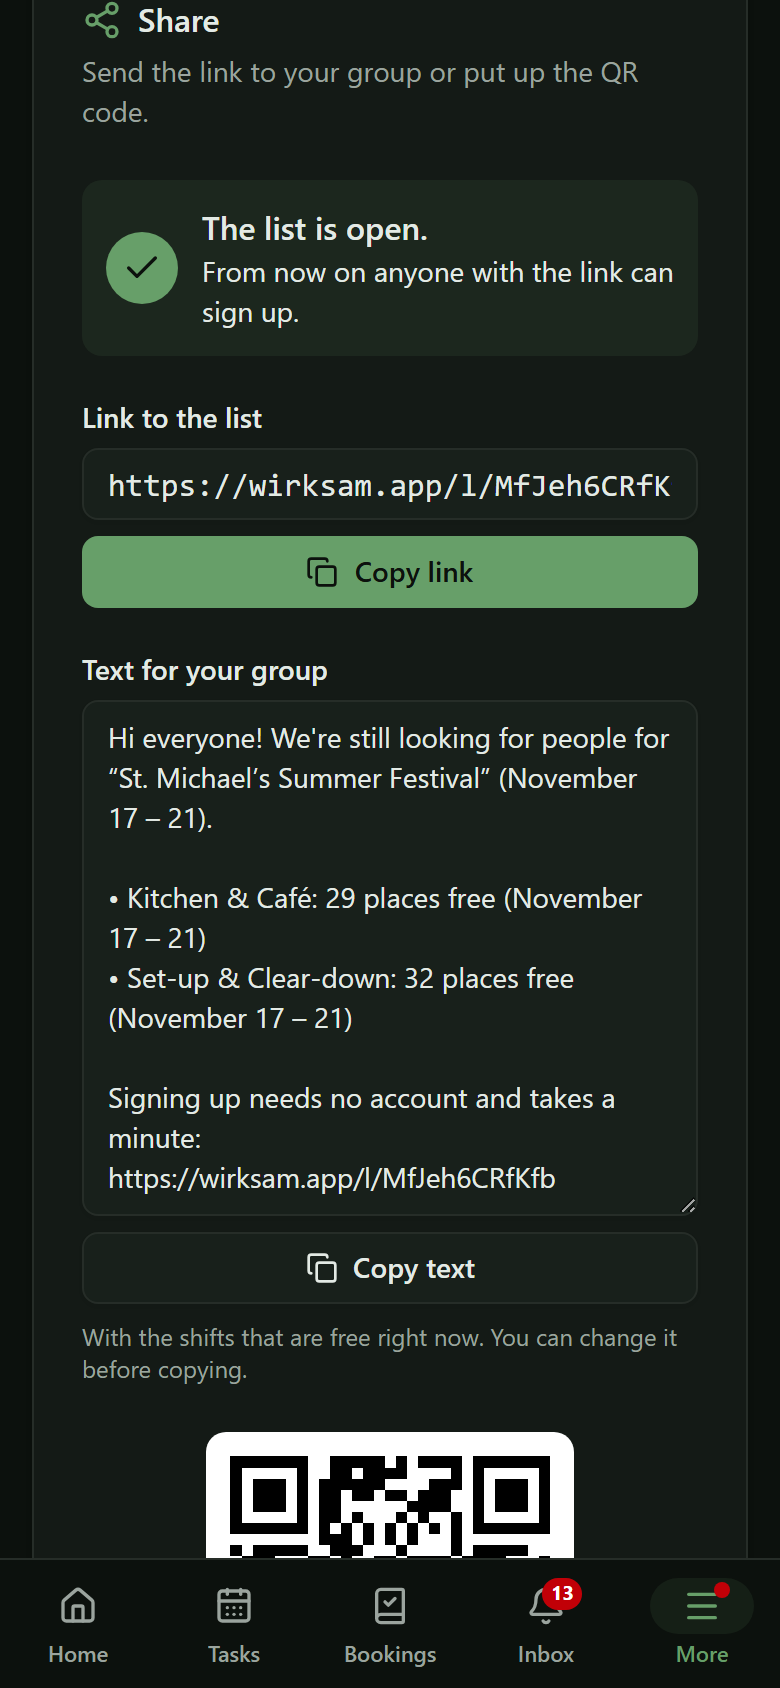 Share
Send the link to your group or put up the QR
code.
The list is open.
From now on anyone with the link can
sign up.
Link to the list
https://wirksam.app/l/MfJeh6CRfK
Copy link
Text for your group
Hi everyone! We're still looking for people for
“St. Michael’s Summer Festival” (November
17 – 21).
• Kitchen & Café: 29 places free (November
17 – 21)
• Set-up & Clear-down: 32 places free
(November 17 – 21)
Signing up needs no account and takes a
minute:
https://wirksam.app/l/MfJeh6CRfKfb
Copy text
With the shifts that are free right now. You can change it
before copying.
13
Home
Tasks
Bookings
Inbox
More